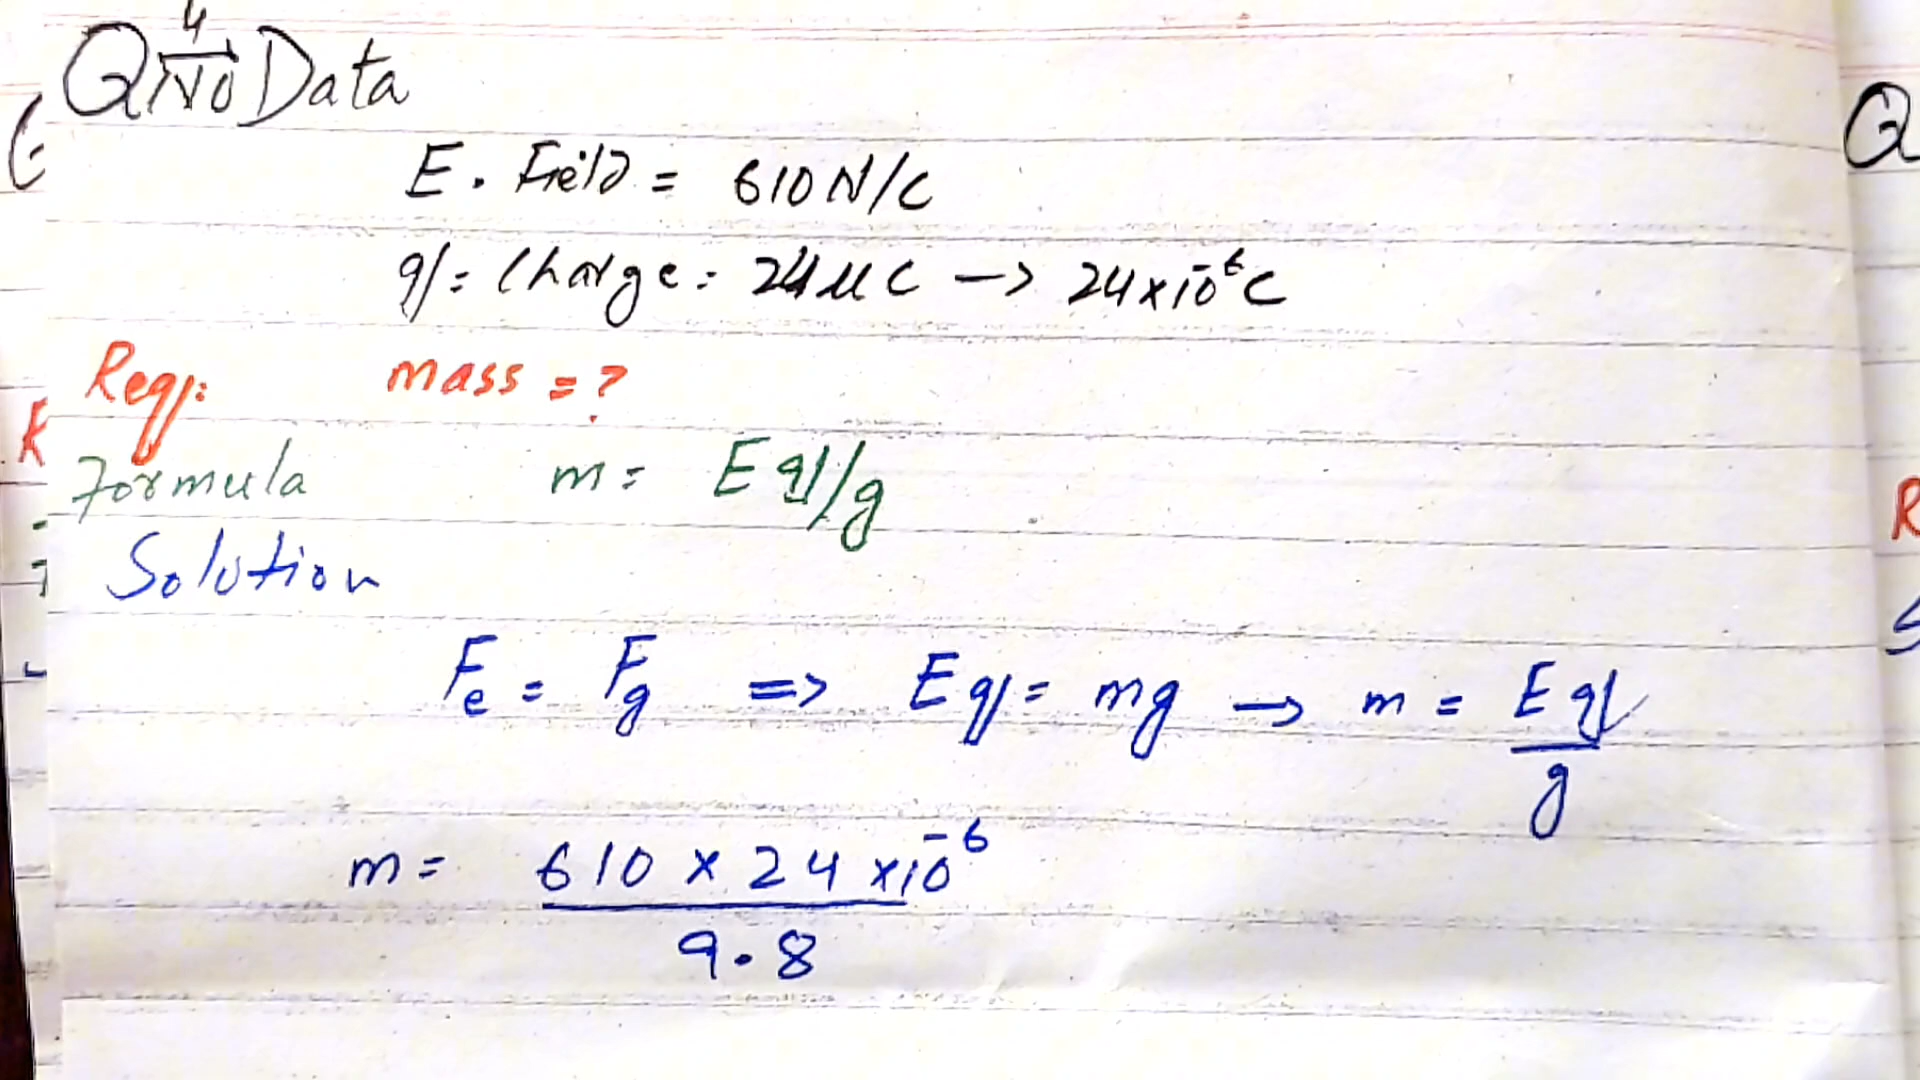 Q No 4 Data
E. Field = 610 N/C
q = Charge = 24 µC → 24×10⁻⁶C
Req: mass = ?
Formula m = Eq/g
Solution
Fe = Fg => Eq = mg → m = Eq/g
m = 610 × 24 ×10⁻⁶
9.8